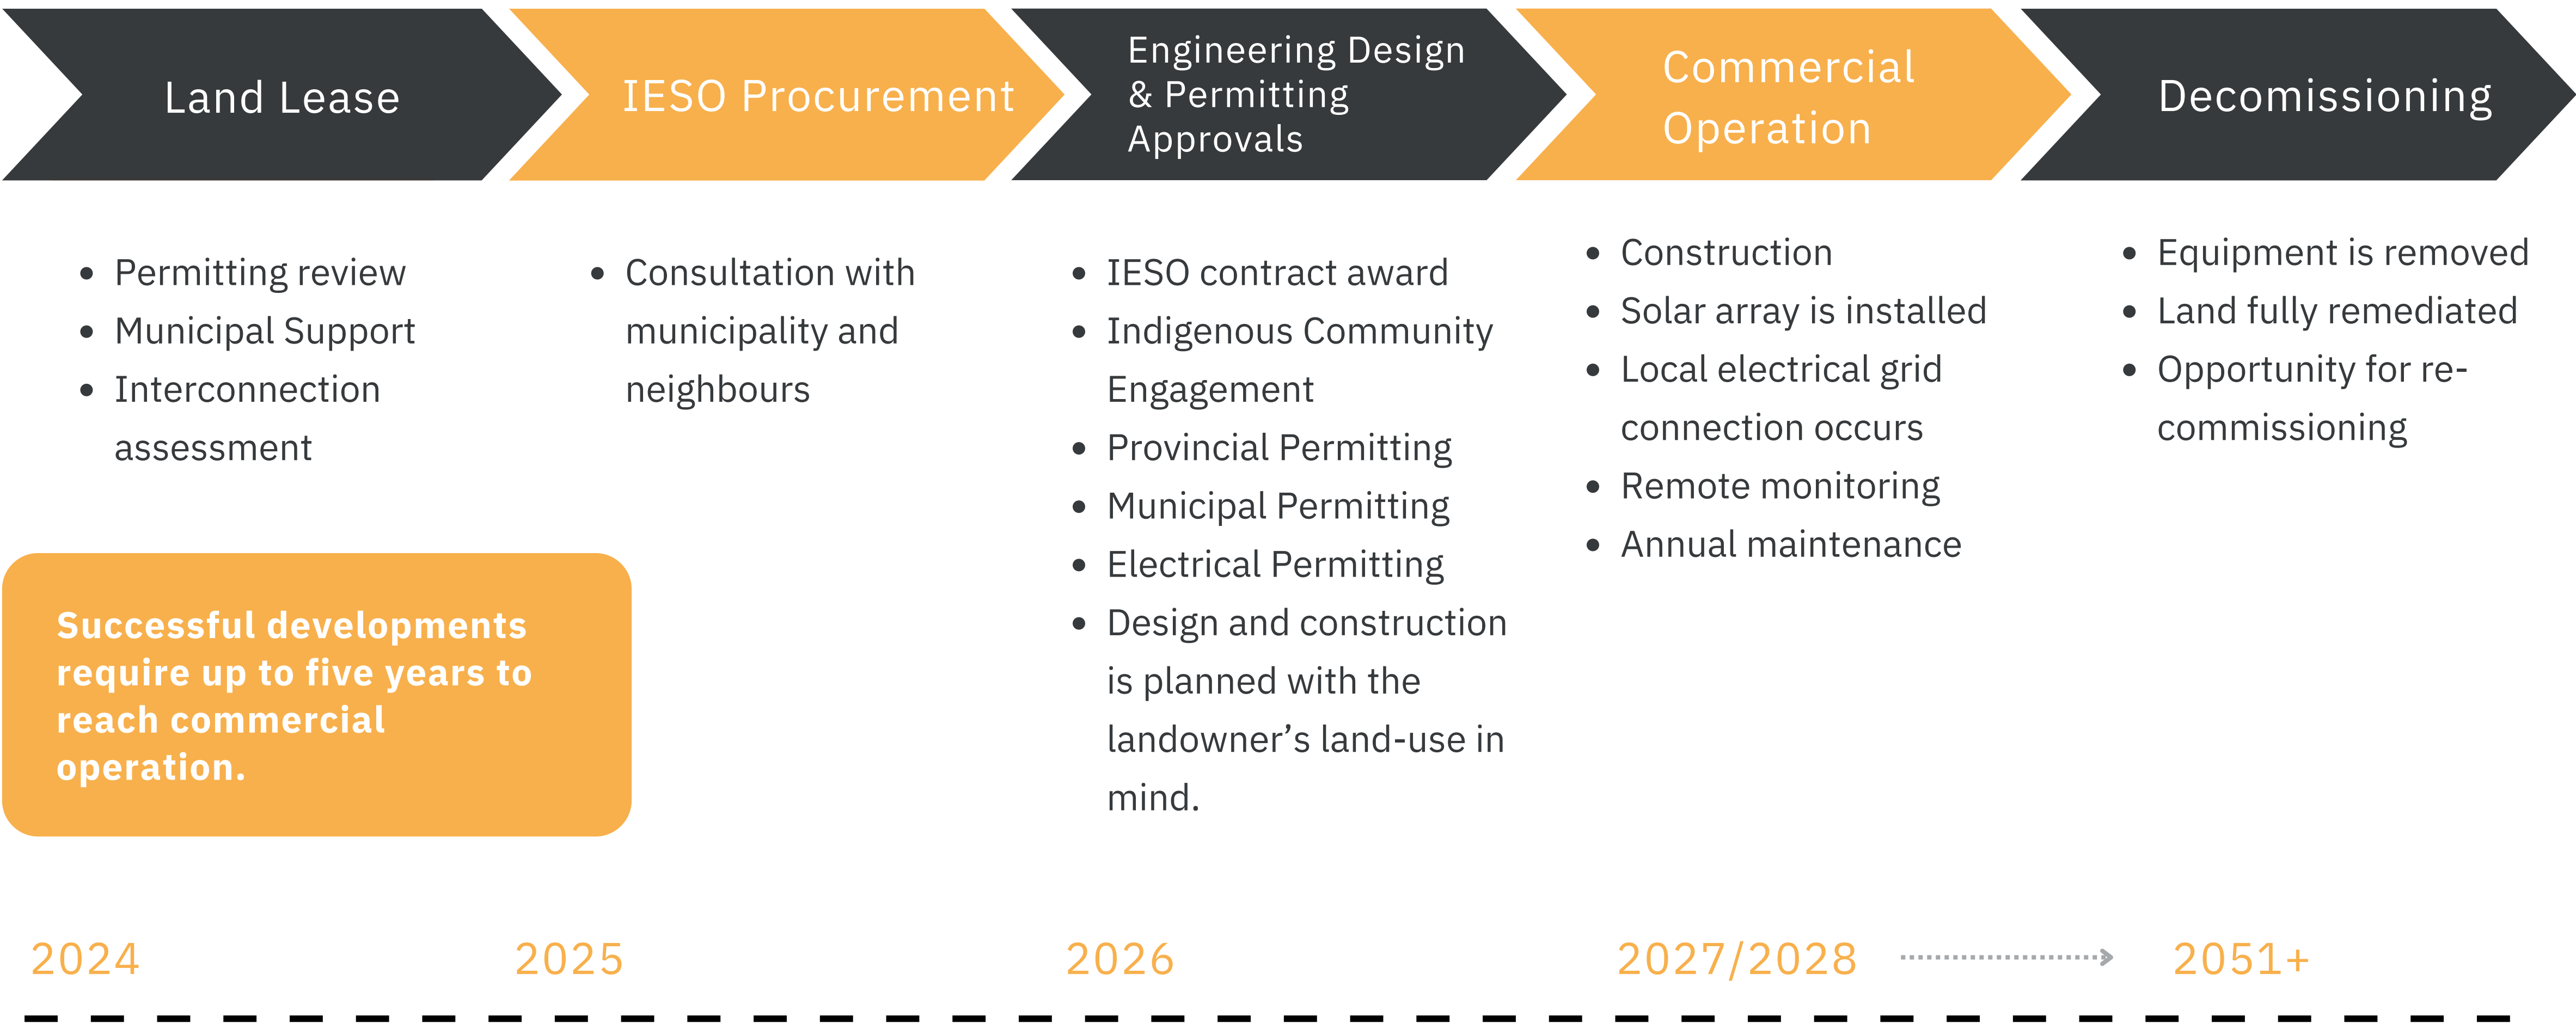 Land Lease
IESO Procurement
Engineering Design
& Permitting
Approvals
Commercial
Operation
Decomissioning
• Permitting review
• Municipal Support
• Interconnection
assessment
• Consultation with
municipality and
neighbours
• IESO contract award
• Indigenous Community
Engagement
• Provincial Permitting
• Municipal Permitting
• Electrical Permitting
• Design and construction
is planned with the
landowner’s land-use in
mind.
• Construction
• Solar array is installed
• Local electrical grid
connection occurs
• Remote monitoring
• Annual maintenance
• Equipment is removed
• Land fully remediated
• Opportunity for re-
commissioning
Successful developments
require up to five years to
reach commercial
operation.
2024
2025
2026
2027/2028
2051+